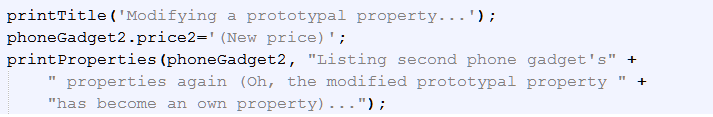 printTitle('Modifying a prototypal property...');
phoneGadget2.price2='(New price)';
printProperties(phoneGadget2, "Listing second phone gadget's" +
    " properties again (Oh, the modified prototypal property " +
    "has become an own property)...");